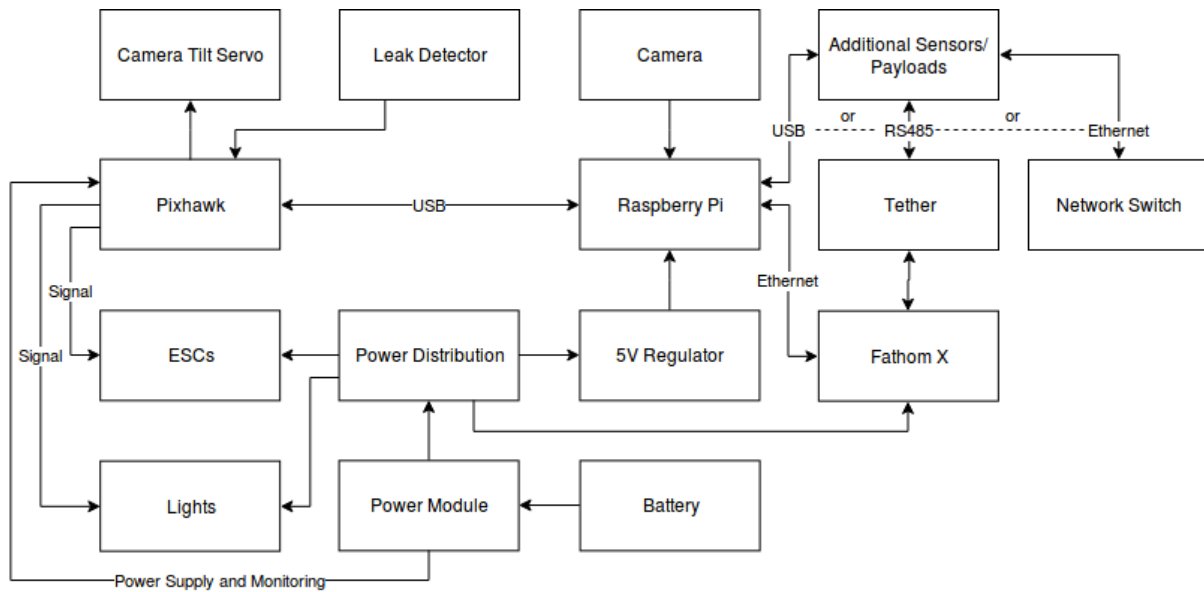 Camera Tilt Servo
Leak Detector
Camera
Additional Sensors/
Payloads
or
or
USB
RS485
Ethernet
Pixhawk
USB
Raspberry Pi
Tether
Network Switch
Ethernet
Signal
Signal
ESCs
Power Distribution
5V Regulator
Fathom X
Lights
Power Module
Battery
Power Supply and Monitoring